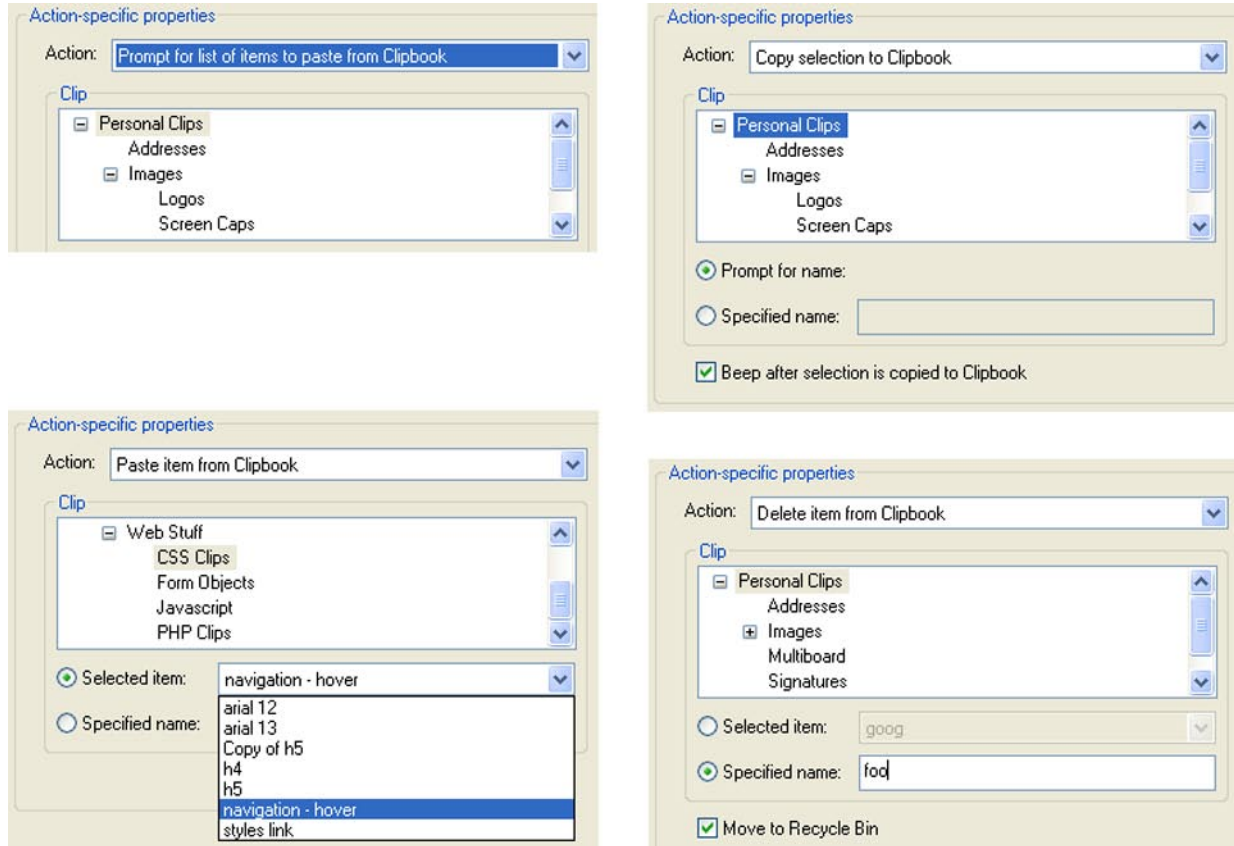 Action-specific properties
Action: Prompt for list of items to paste from Clipbook
Clip
Personal Clips
Addresses
Images
Logos
Screen Caps
Action-specific properties
Action: Copy selection to Clipbook
Clip
Personal Clips
Addresses
Images
Logos
Screen Caps
Prompt for name:
Specified name:
Beep after selection is copied to Clipbook
Action-specific properties
Action: Paste item from Clipbook
Clip
Web Stuff
CSS Clips
Form Objects
Javascript
PHP Clips
Selected item: navigation - hover
Specified name:
arial 12
arial 13
Copy of h5
h4
h5
navigation - hover
styles link
Action-specific properties
Action: Delete item from Clipbook
Clip
Personal Clips
Addresses
Images
Multiboard
Signatures
Selected item: goog
Specified name: foo
Move to Recycle Bin